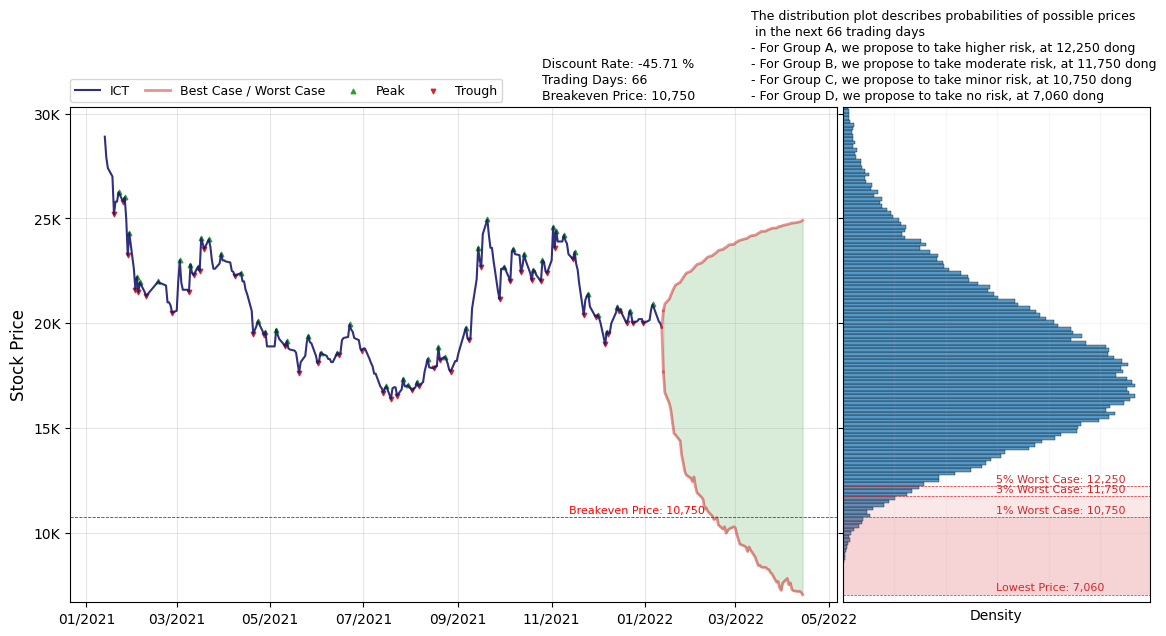 The distribution plot describes probabilities of possible prices
in the next 66 trading days
- For Group A, we propose to take higher risk, at 12,250 dong
- For Group B, we propose to take moderate risk, at 11,750 dong
- For Group C, we propose to take minor risk, at 10,750 dong
- For Group D, we propose to take no risk, at 7,060 dong
Discount Rate: -45.71 %
Trading Days: 66
Breakeven Price: 10,750
ICT
Best Case / Worst Case
Peak
Trough
Stock Price
30K
25K
20K
15K
10K
Breakeven Price: 10,750
01/2021
03/2021
05/2021
07/2021
09/2021
11/2021
01/2022
03/2022
05/2022
5% Worst Case: 12,250
3% Worst Case: 11,750
1% Worst Case: 10,750
Lowest Price: 7,060
Density